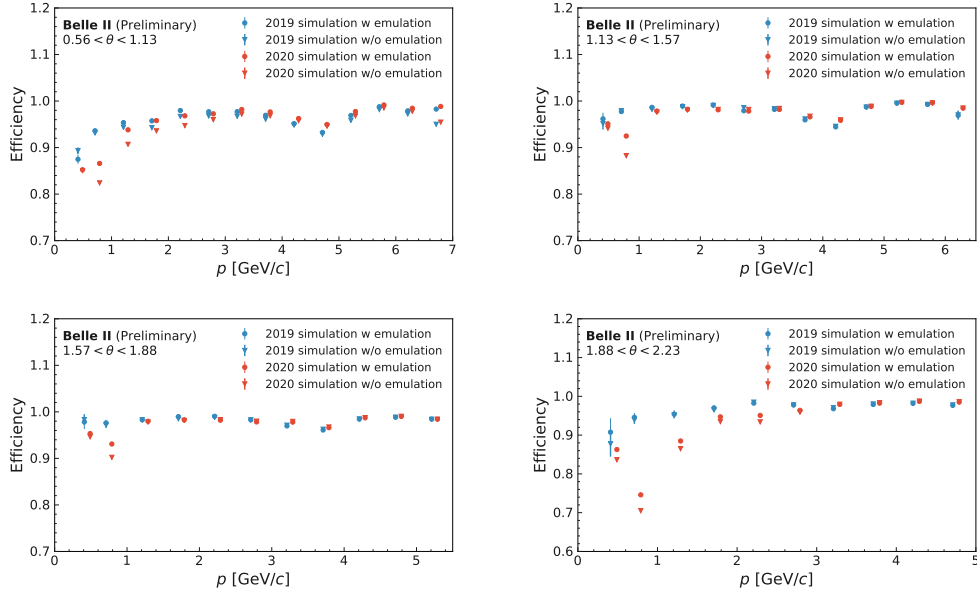 Belle II (Preliminary)
0.56 < θ < 1.13
2019 simulation w emulation
2019 simulation w/o emulation
2020 simulation w emulation
2020 simulation w/o emulation
Efficiency
1.2
1.1
1.0
0.9
0.8
0.7
0 1 2 3 4 5 6 7
p [GeV/c]
Belle II (Preliminary)
1.13 < θ < 1.57
2019 simulation w emulation
2019 simulation w/o emulation
2020 simulation w emulation
2020 simulation w/o emulation
Efficiency
1.2
1.1
1.0
0.9
0.8
0.7
0 1 2 3 4 5 6
p [GeV/c]
Belle II (Preliminary)
1.57 < θ < 1.88
2019 simulation w emulation
2019 simulation w/o emulation
2020 simulation w emulation
2020 simulation w/o emulation
Efficiency
1.2
1.1
1.0
0.9
0.8
0.7
0 1 2 3 4 5
p [GeV/c]
Belle II (Preliminary)
1.88 < θ < 2.23
2019 simulation w emulation
2019 simulation w/o emulation
2020 simulation w emulation
2020 simulation w/o emulation
Efficiency
1.2
1.1
1.0
0.9
0.8
0.7
0.6
0 1 2 3 4 5
p [GeV/c]